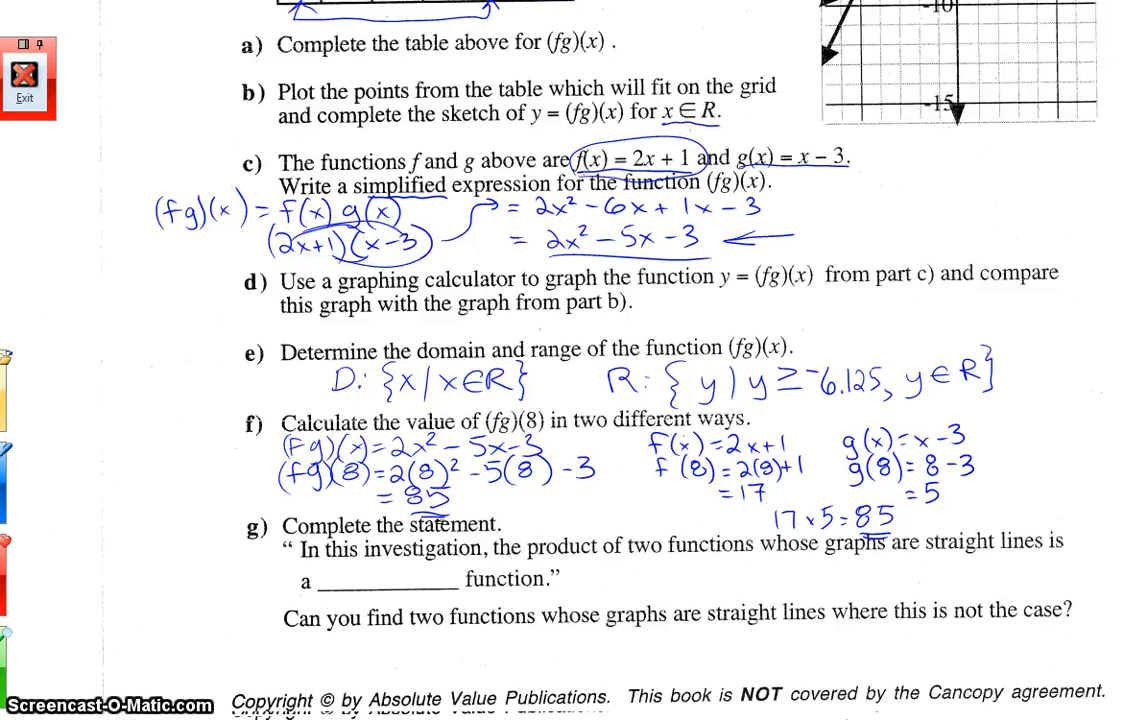 -10
a) Complete the table above for (fg)(x) .
Exit
b) Plot the points from the table which will fit on the grid
and complete the sketch of y = (fg)(x) for x ∈ R.
-15
c) The functions f and g above are f(x) = 2x + 1 and g(x) = x – 3.
Write a simplified expression for the function (fg)(x).
(fg)(x) = f(x) g(x) = 2x² - 6x + 1x - 3
(2x+1)(x-3) = 2x² - 5x - 3
d) Use a graphing calculator to graph the function y = (fg)(x) from part c) and compare
this graph with the graph from part b).
e) Determine the domain and range of the function (fg)(x).
D: {x/x∈R} R: {y|y≥-6.125, y∈R}
f) Calculate the value of (fg)(8) in two different ways.
(fg)(x)=2x²-5x-3 f(x)=2x+1 g(x)=x-3
(fg)(8)=2(8)²-5(8)-3 f(8)=2(8)+1 g(8)=8-3
=85 =17 =5
17×5=85
g) Complete the statement.
“ In this investigation, the product of two functions whose graphs are straight lines is
a ____________ function.”
Can you find two functions whose graphs are straight lines where this is not the case?
Copyright © by Absolute Value Publications. This book is NOT covered by the Cancopy agreement.
Screencast-O-Matic.com